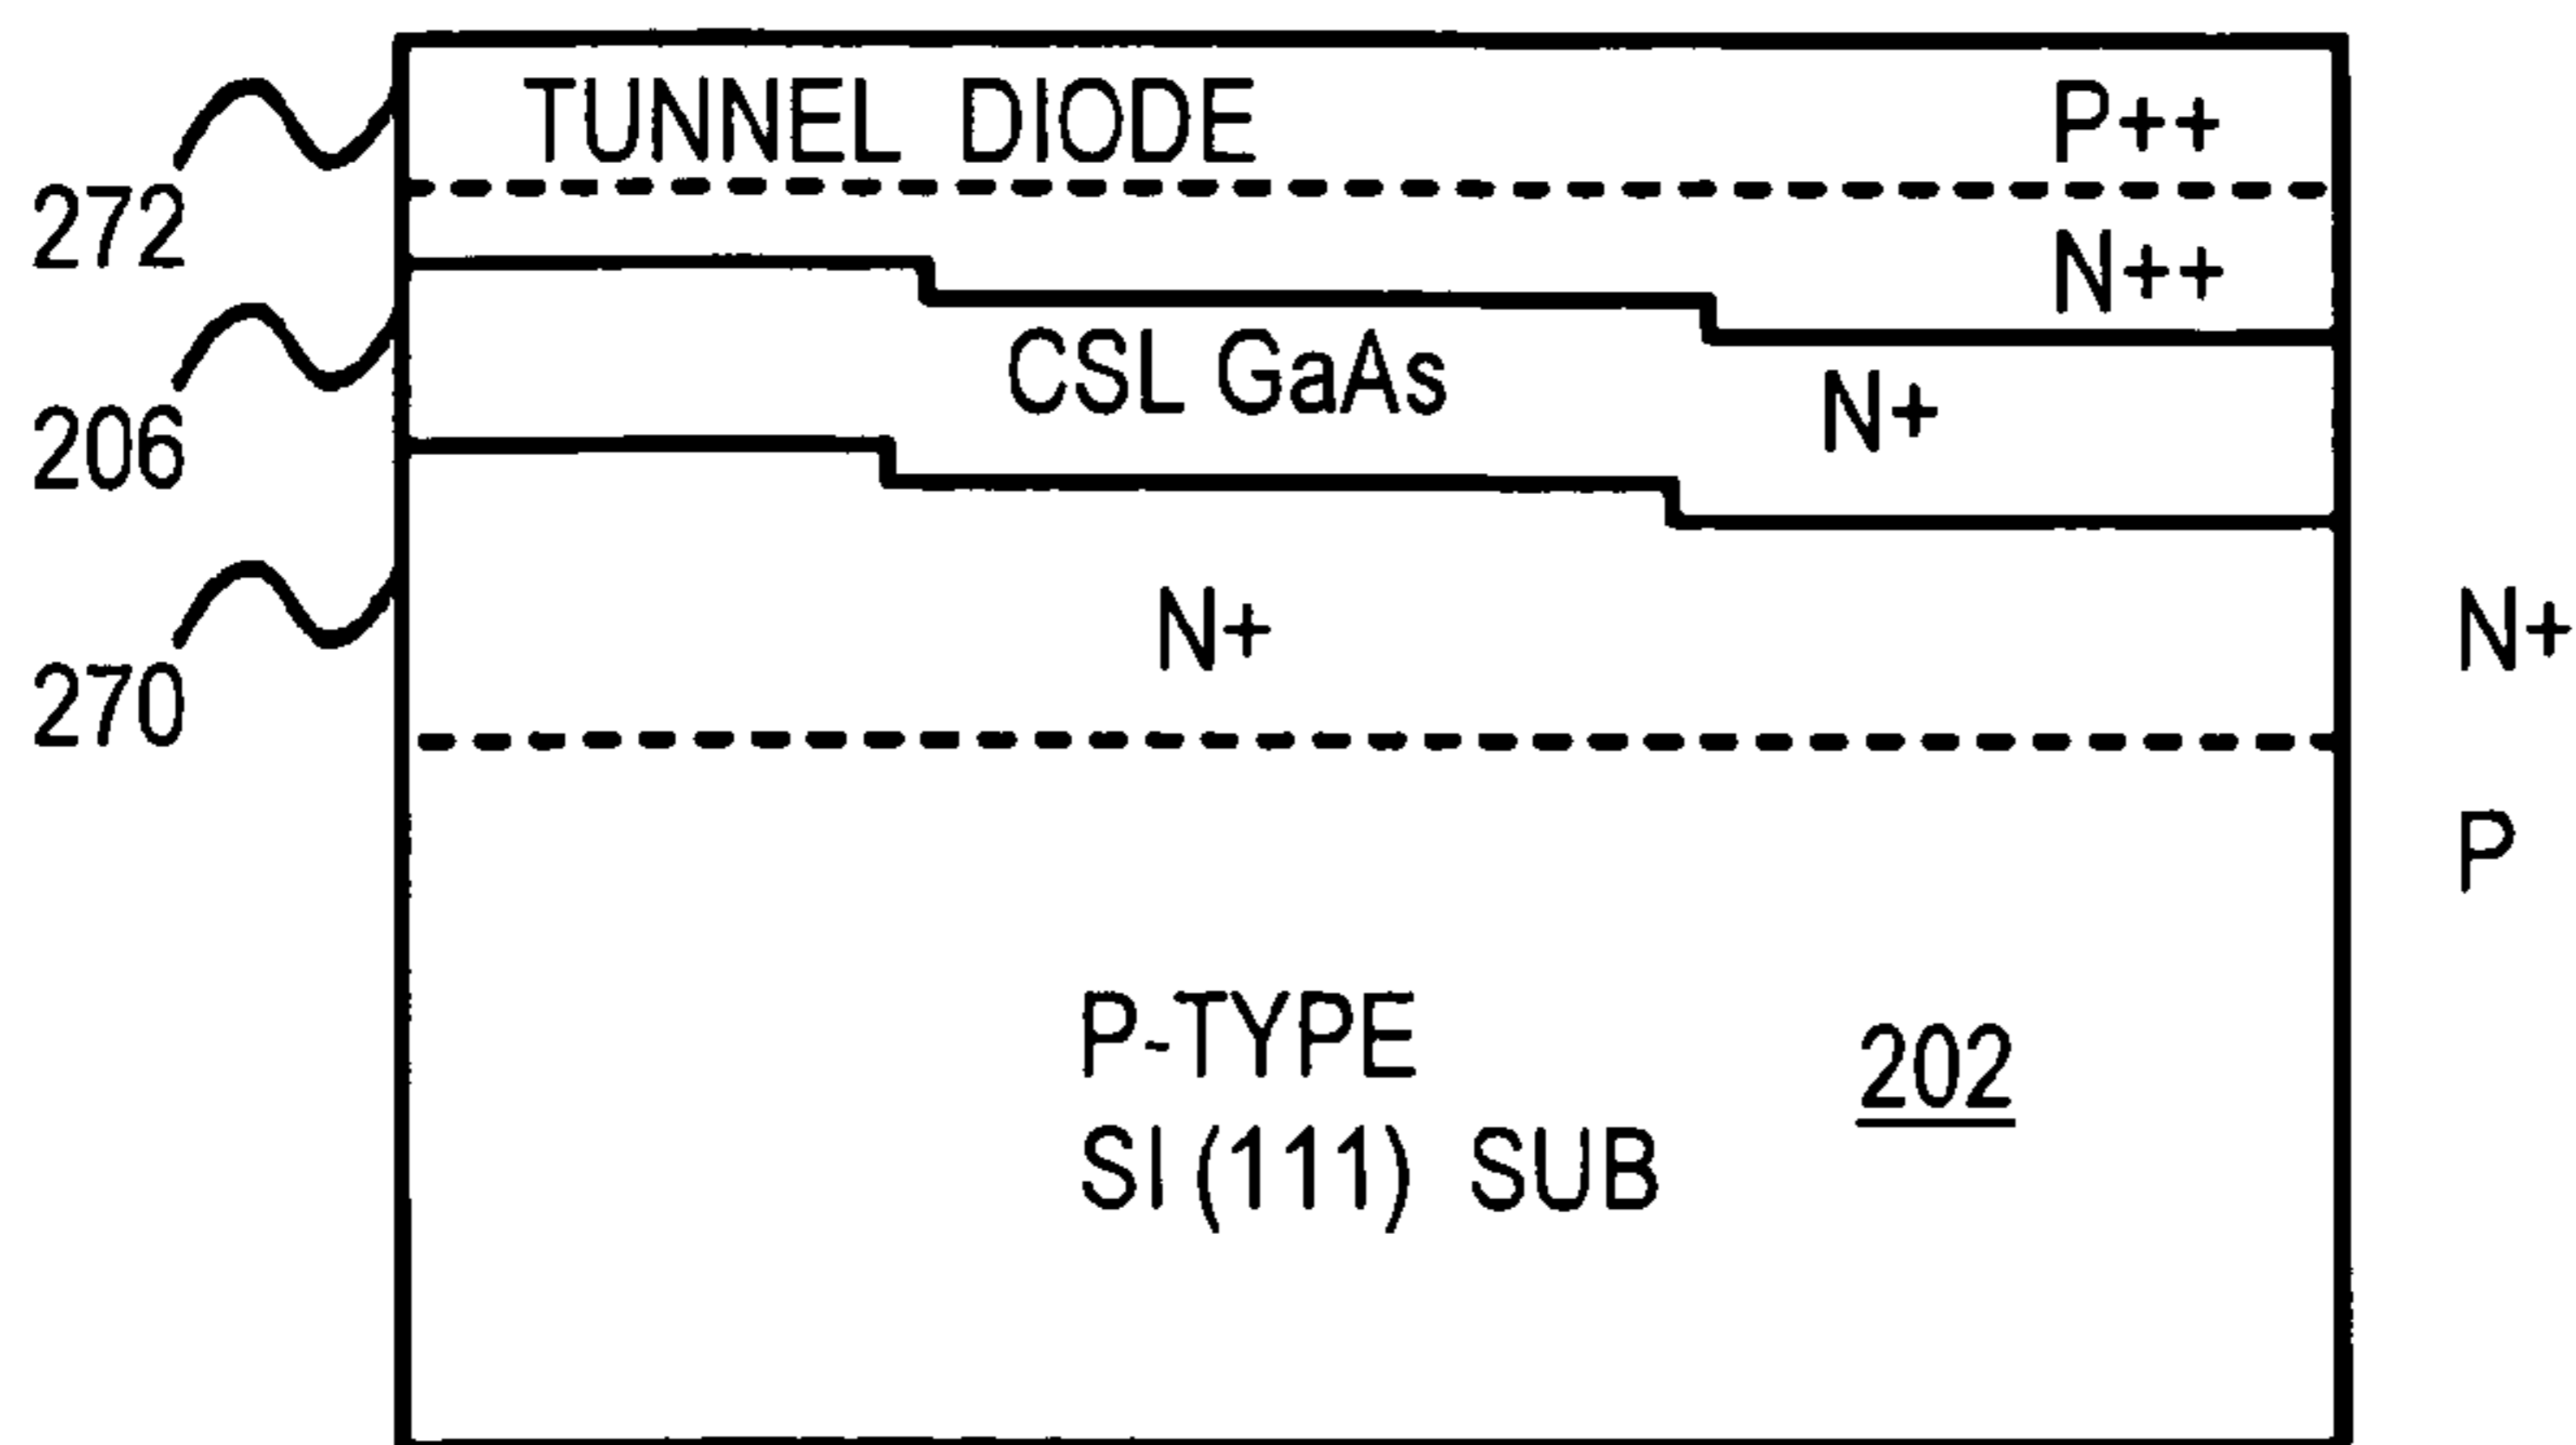 TUNNEL DIODE P++
272
N++
CSL GaAs N+
206
N+ N+
270
P
P-TYPE 202
SI (111) SUB